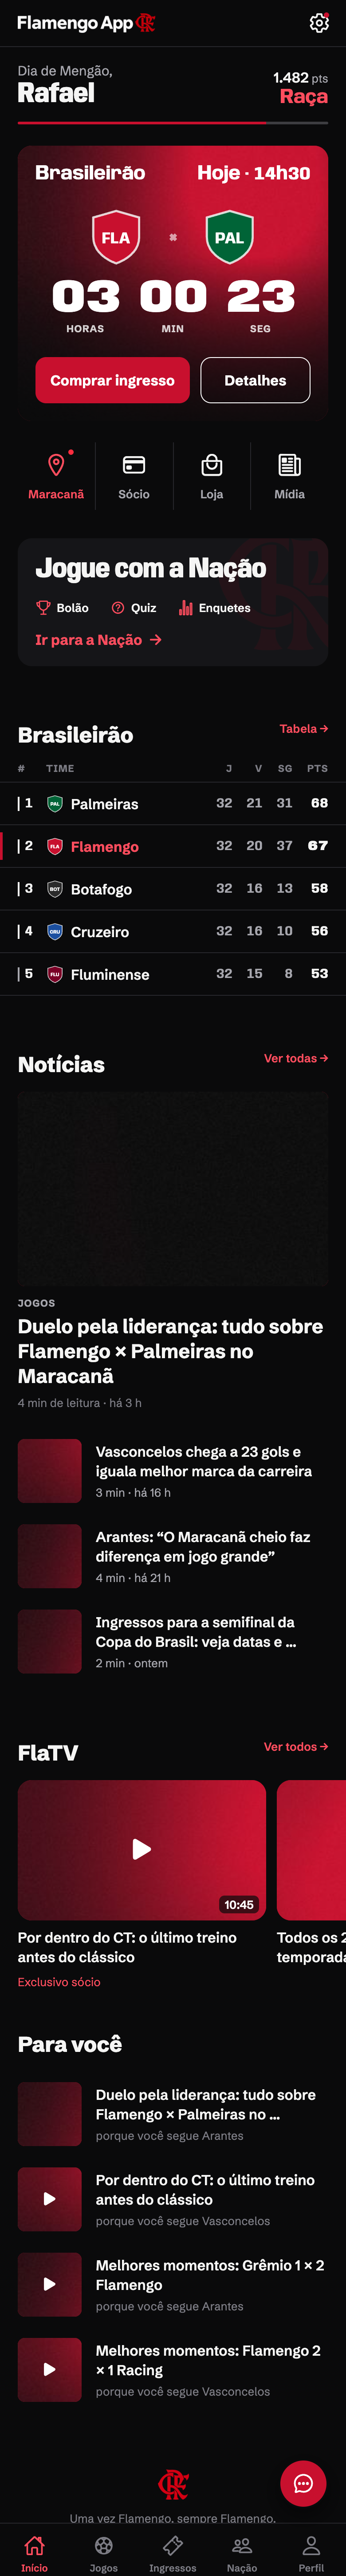 Flamengo App
Dia de Mengão,
Rafael
1.482 pts
Raça
Brasileirão
Hoje · 14h30
FLA × PAL
03 00 23
HORAS MIN SEG
Comprar ingresso
Detalhes
Maracanã
Sócio
Loja
Mídia
Jogue com a Nação
Bolão
Quiz
Enquetes
Ir para a Nação →
Brasileirão
Tabela →
# TIME J V SG PTS
1 PAL Palmeiras 32 21 31 68
2 FLA Flamengo 32 20 37 67
3 BOT Botafogo 32 16 13 58
4 CRU Cruzeiro 32 16 10 56
5 FLU Fluminense 32 15 8 53
Notícias
Ver todas →
JOGOS
Duelo pela liderança: tudo sobre
Flamengo × Palmeiras no
Maracanã
4 min de leitura · há 3 h
Vasconcelos chega a 23 gols e
iguala melhor marca da carreira
3 min · há 16 h
Arantes: “O Maracanã cheio faz
diferença em jogo grande”
4 min · há 21 h
Ingressos para a semifinal da
Copa do Brasil: veja datas e ...
2 min · ontem
FlaTV
Ver todos →
10:45
Por dentro do CT: o último treino
antes do clássico
Exclusivo sócio
Todos os 2
temporada
Para você
Duelo pela liderança: tudo sobre
Flamengo × Palmeiras no ...
porque você segue Arantes
Por dentro do CT: o último treino
antes do clássico
porque você segue Vasconcelos
Melhores momentos: Grêmio 1 × 2
Flamengo
porque você segue Arantes
Melhores momentos: Flamengo 2
× 1 Racing
porque você segue Vasconcelos
Uma vez Flamengo, sempre Flamengo.
Início
Jogos
Ingressos
Nação
Perfil